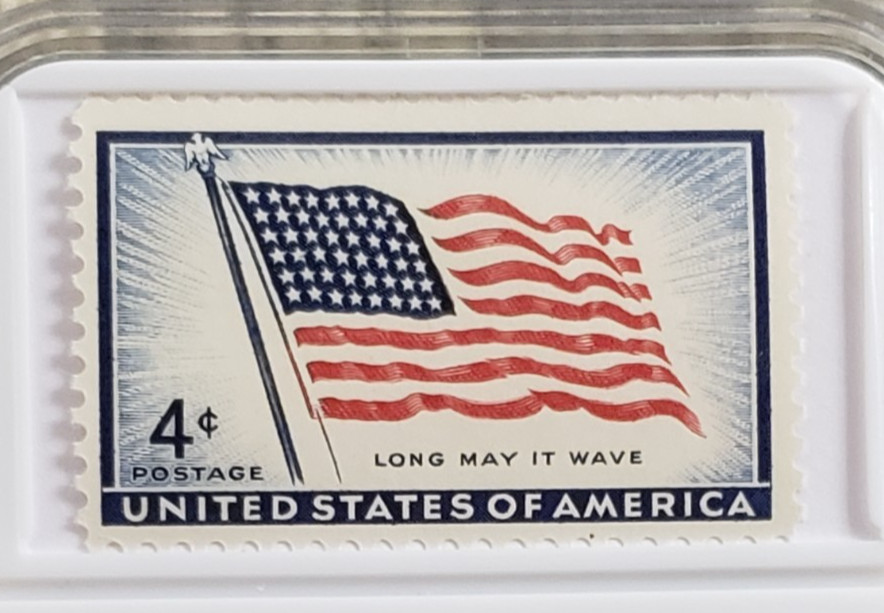 4¢
POSTAGE
LONG MAY IT WAVE
UNITED STATES OF AMERICA